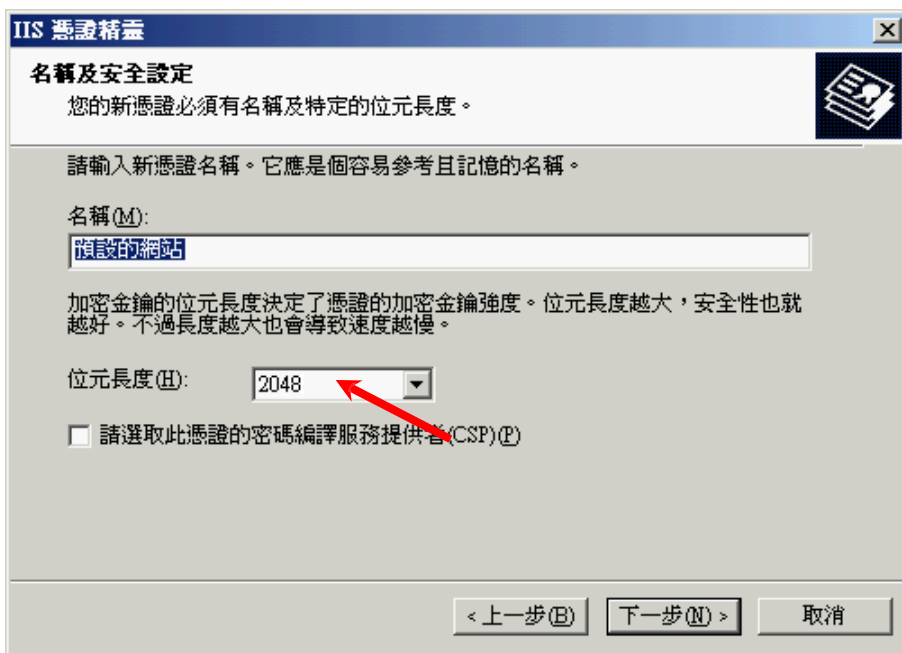 IIS 憑證精靈
名稱及安全設定
您的新憑證必須有名稱及特定的位元長度。
請輸入新憑證名稱。它應是個容易參考且記憶的名稱。
名稱(M):
預設的網站
加密金鑰的位元長度決定了憑證的加密金鑰強度。位元長度越大，安全性也就
越好。不過長度越大也會導致速度越慢。
位元長度(H):
2048
請選取此憑證的密碼編譯服務提供者(CSP)(P)
<上一步(B)
下一步(N)>
取消